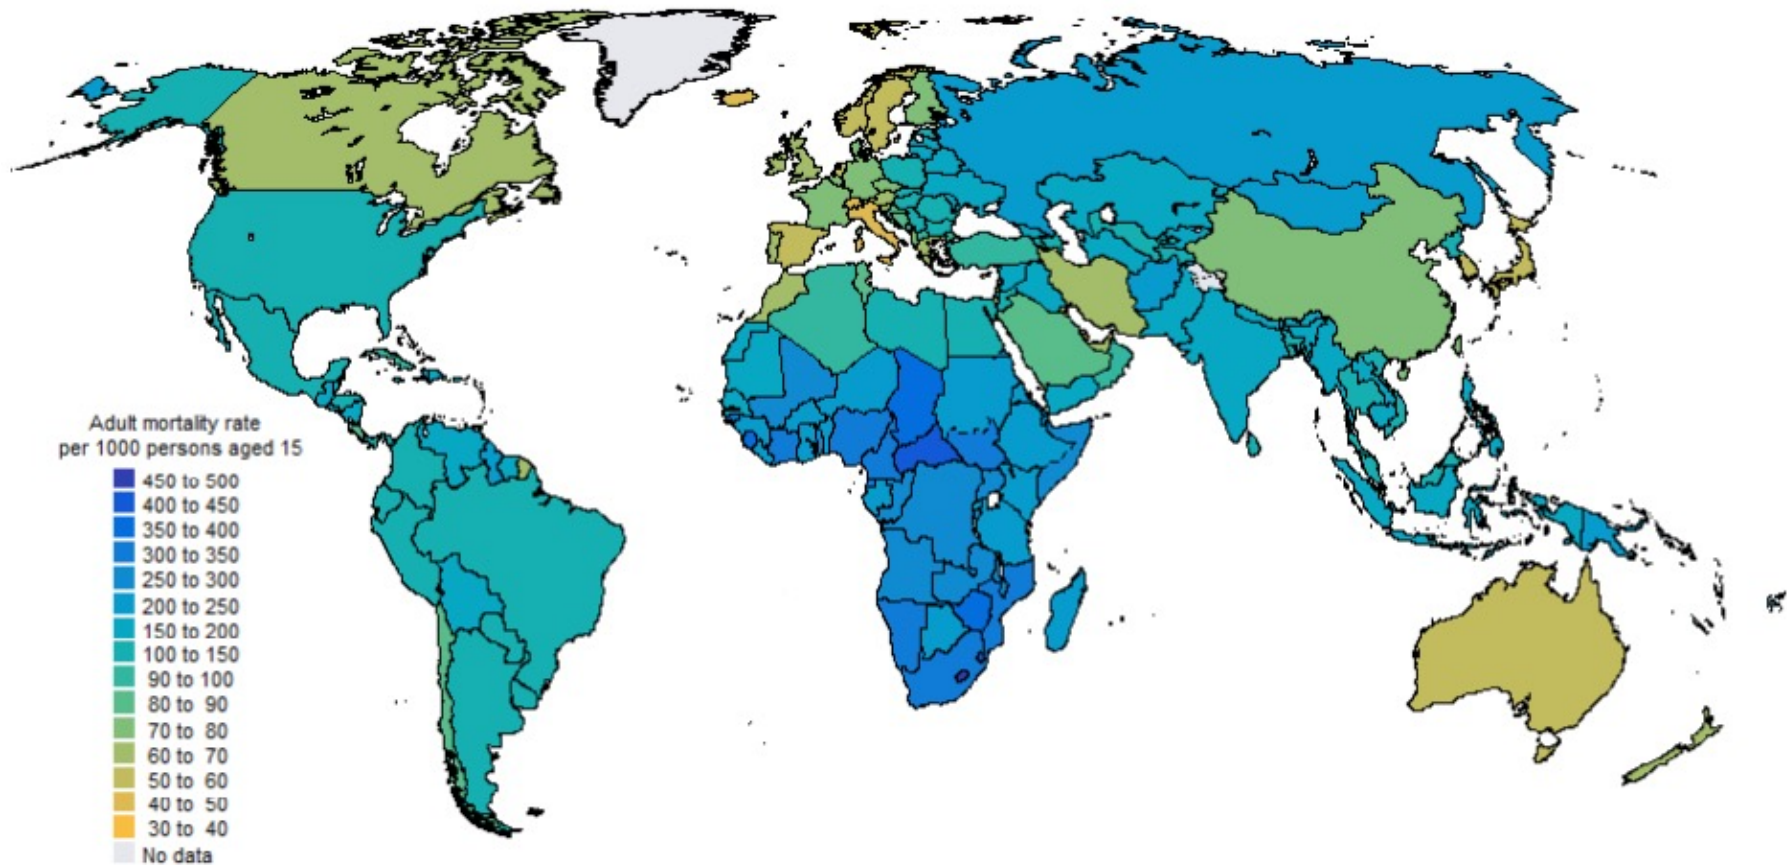 Adult mortality rate
per 1000 persons aged 15
450 to 500
400 to 450
350 to 400
300 to 350
250 to 300
200 to 250
150 to 200
100 to 150
90 to 100
80 to 90
70 to 80
60 to 70
50 to 60
40 to 50
30 to 40
No data